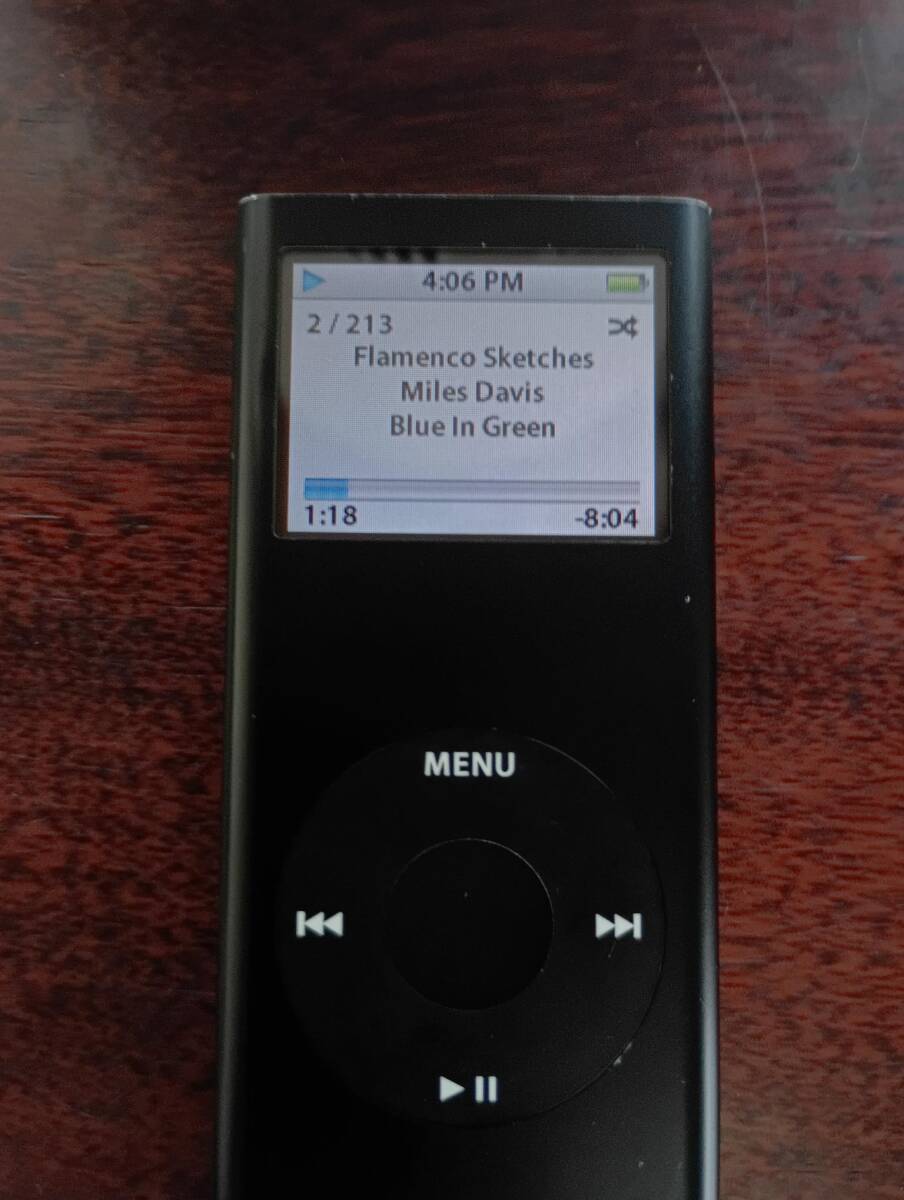 4:06 PM
2 / 213
Flamenco Sketches
Miles Davis
Blue In Green
1:18 -8:04
MENU